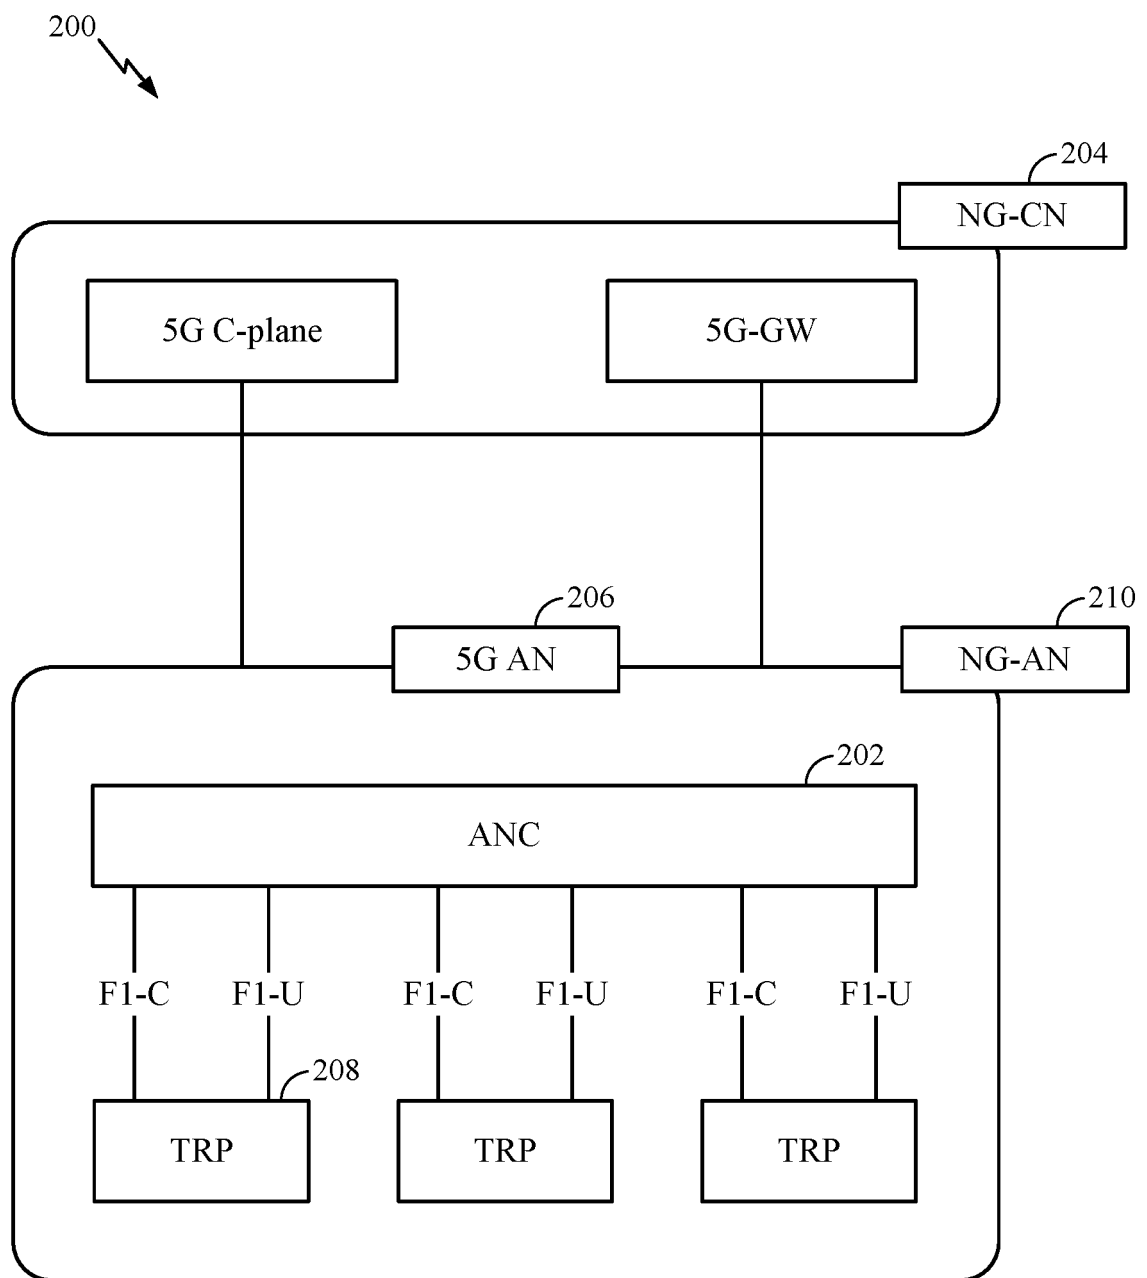 200
204
NG-CN
5G C-plane
5G-GW
206
210
5G AN
NG-AN
202
ANC
F1-C F1-U F1-C F1-U F1-C F1-U
208
TRP TRP TRP